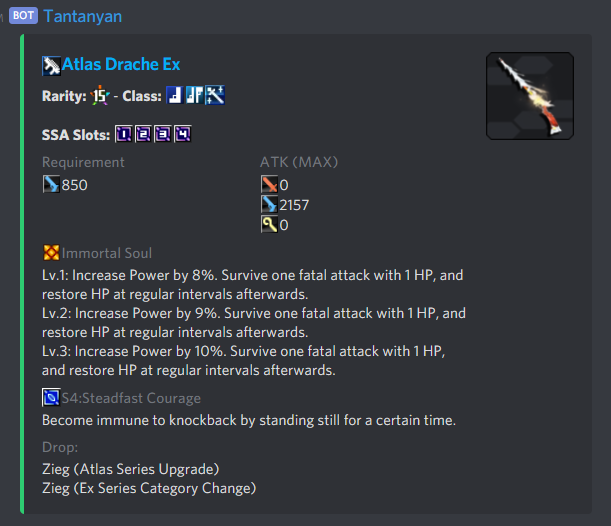 BOT Tantanyan
Atlas Drache Ex
Rarity: 15 - Class:
SSA Slots: 1 2 3 4
Requirement
850
ATK (MAX)
0
2157
0
Immortal Soul
Lv.1: Increase Power by 8%. Survive one fatal attack with 1 HP, and
restore HP at regular intervals afterwards.
Lv.2: Increase Power by 9%. Survive one fatal attack with 1 HP, and
restore HP at regular intervals afterwards.
Lv.3: Increase Power by 10%. Survive one fatal attack with 1 HP,
and restore HP at regular intervals afterwards.
S4:Steadfast Courage
Become immune to knockback by standing still for a certain time.
Drop:
Zieg (Atlas Series Upgrade)
Zieg (Ex Series Category Change)